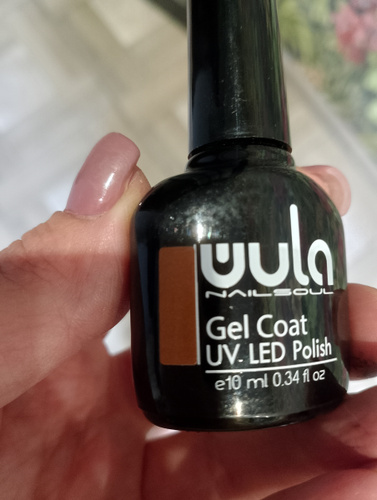 wula
NAILSOUL
Gel Coat
UV LED Polish
e10 ml 0.34 fl oz